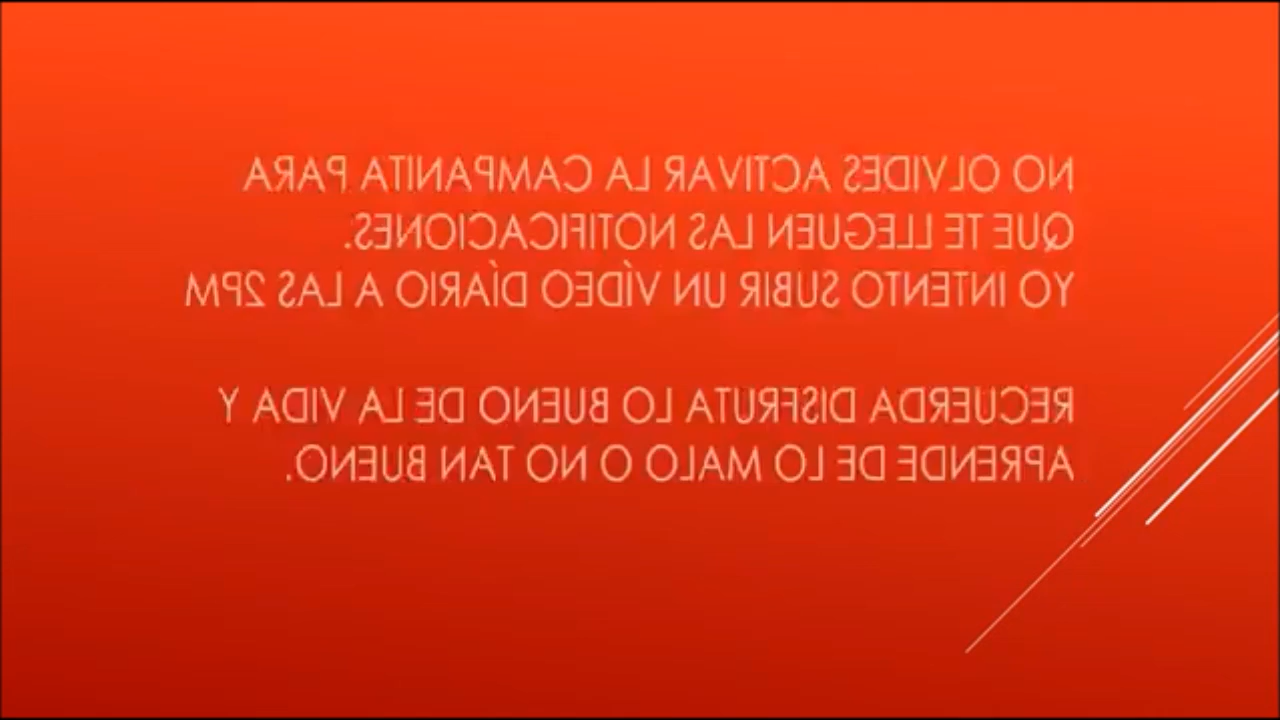 NO OLVIDES ACTIVAR LA CAMPANITA PARA
QUE TE LLEGUEN LAS NOTIFICACIONES.
YO INTENTO SUBIR UN VÍDEO DÍARIO A LAS 2PM
RECUERDA DISFRUTA LO BUENO DE LA VIDA Y
APRENDE DE LO MALO O NO TAN BUENO.